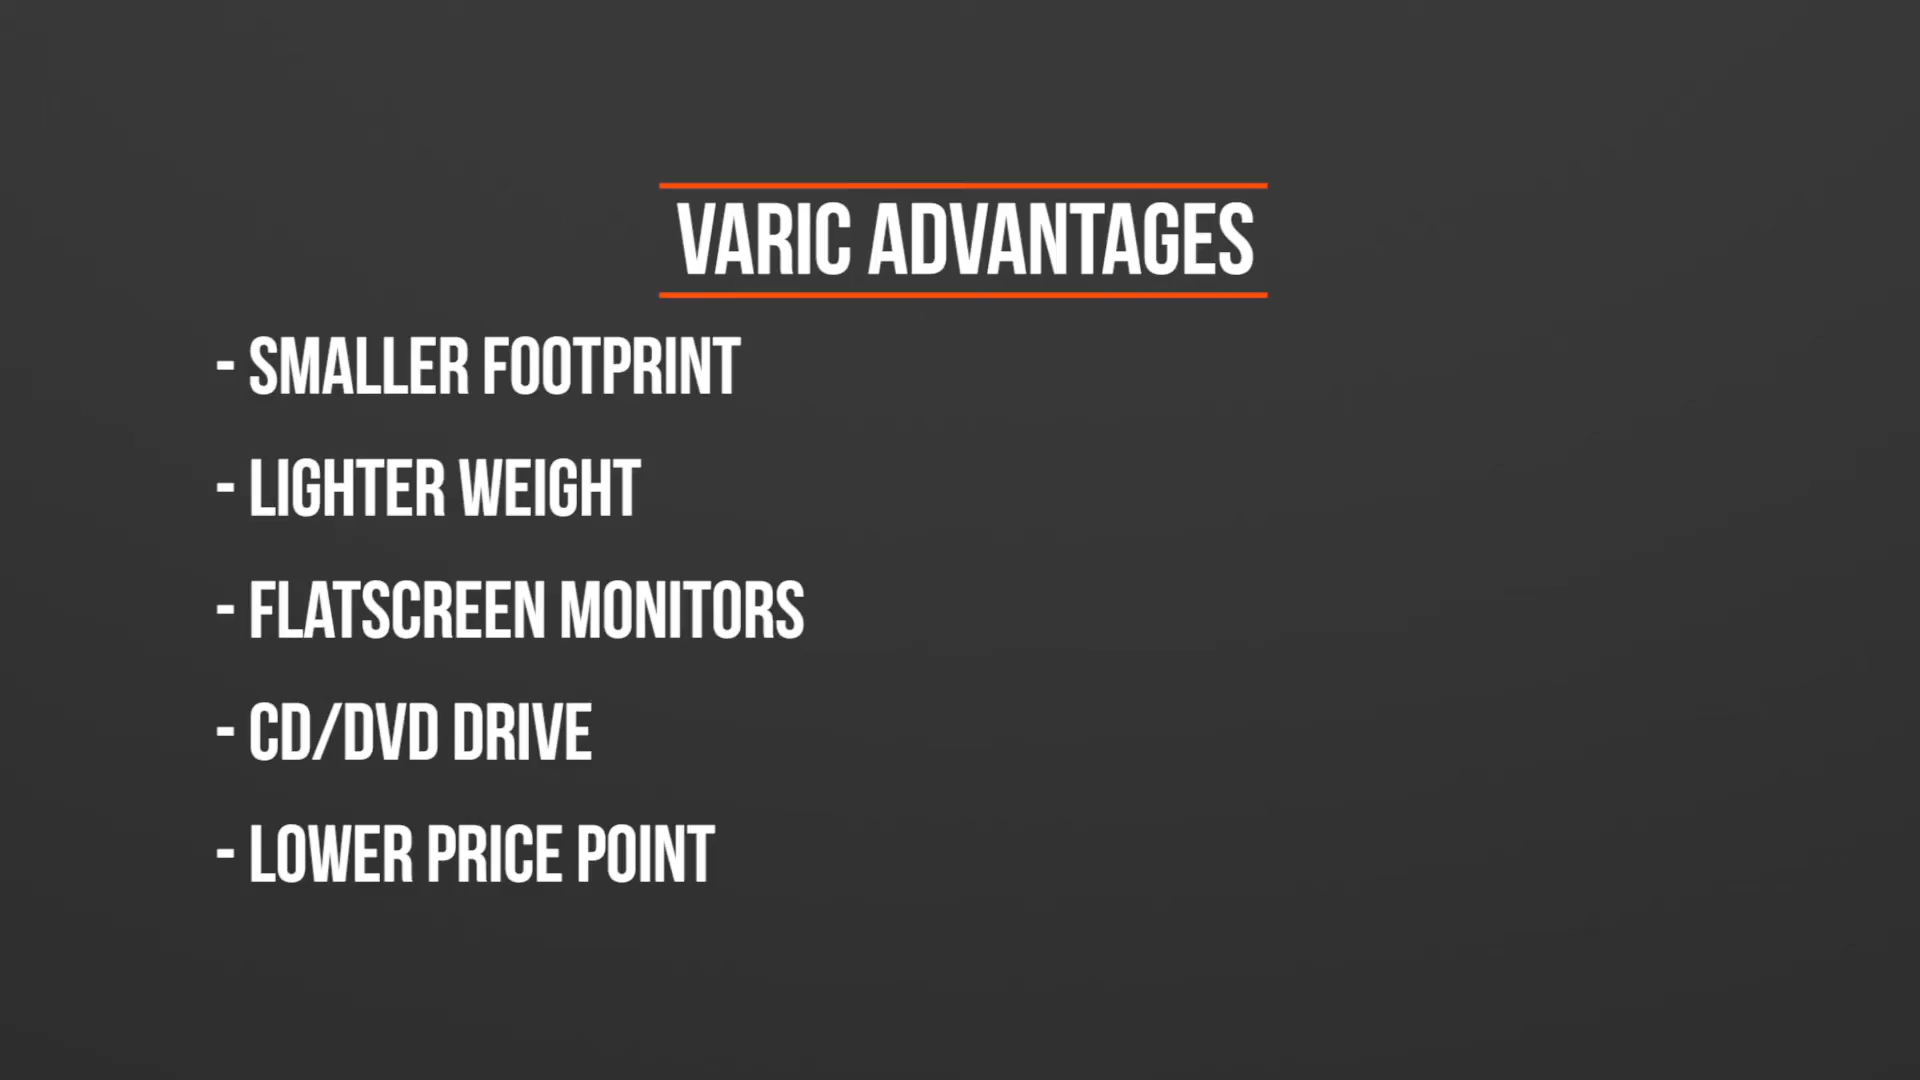 VARIC ADVANTAGES
- SMALLER FOOTPRINT
- LIGHTER WEIGHT
- FLATSCREEN MONITORS
- CD/DVD DRIVE
- LOWER PRICE POINT